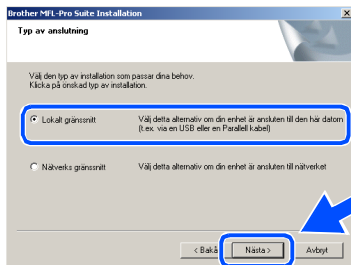 Brother MFL-Pro Suite Installation
Typ av anslutning
Välj den typ av installation som passar dina behov.
Klicka på önskad typ av installation.
Lokalt gränssnitt
Välj detta alternativ om din enhet är ansluten till den här datorn
(t.ex. via en USB eller en Parallell kabel)
Nätverks gränssnitt
Välj detta alternativ om din enhet är ansluten till nätverket
< Bakå
Nästa >
Avbryt